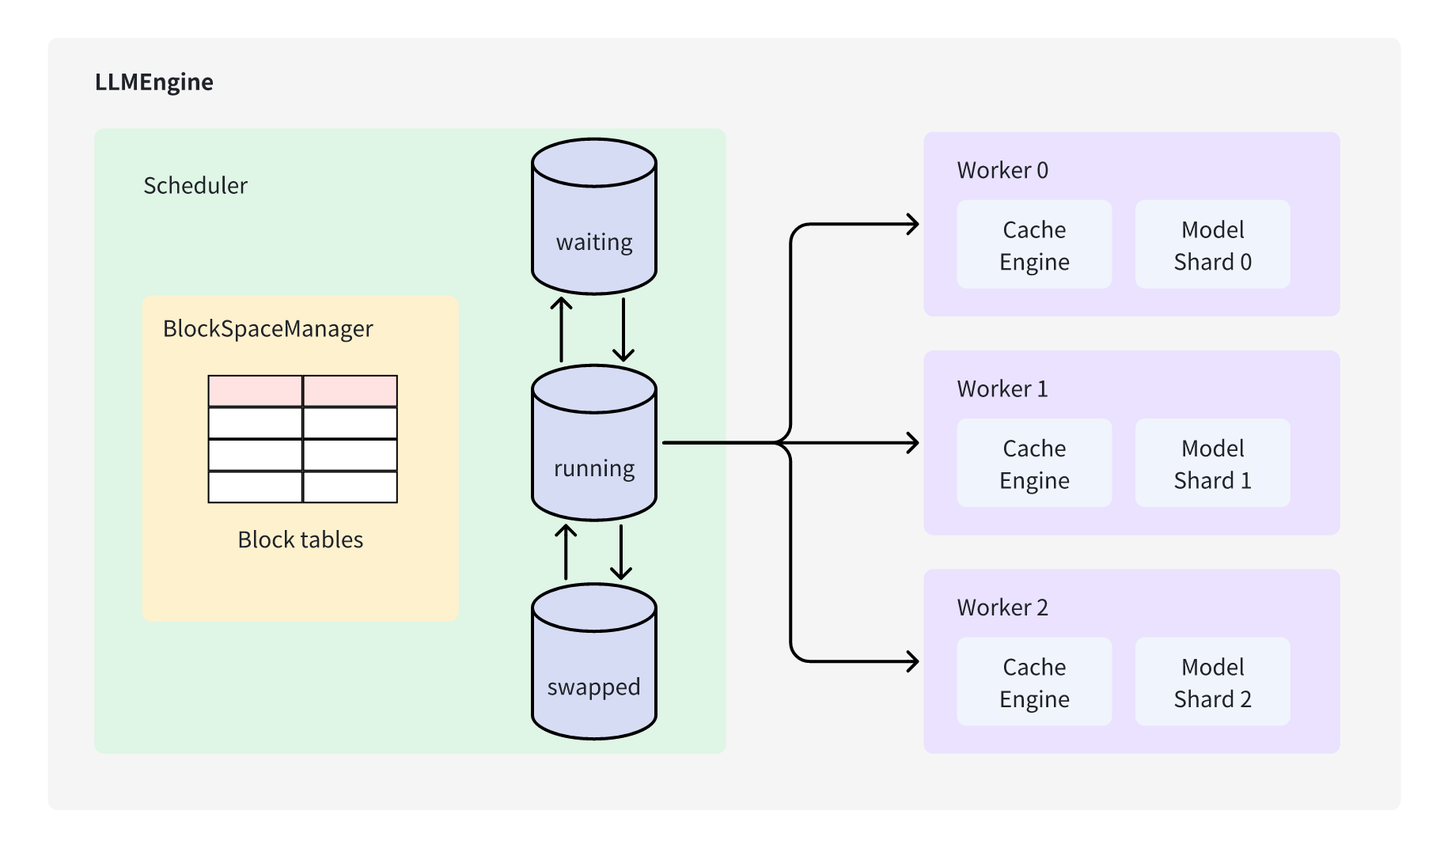 LLMEngine
Scheduler
BlockSpaceManager
Block tables
waiting
running
swapped
Worker 0
Cache
Engine
Model
Shard 0
Worker 1
Cache
Engine
Model
Shard 1
Worker 2
Cache
Engine
Model
Shard 2